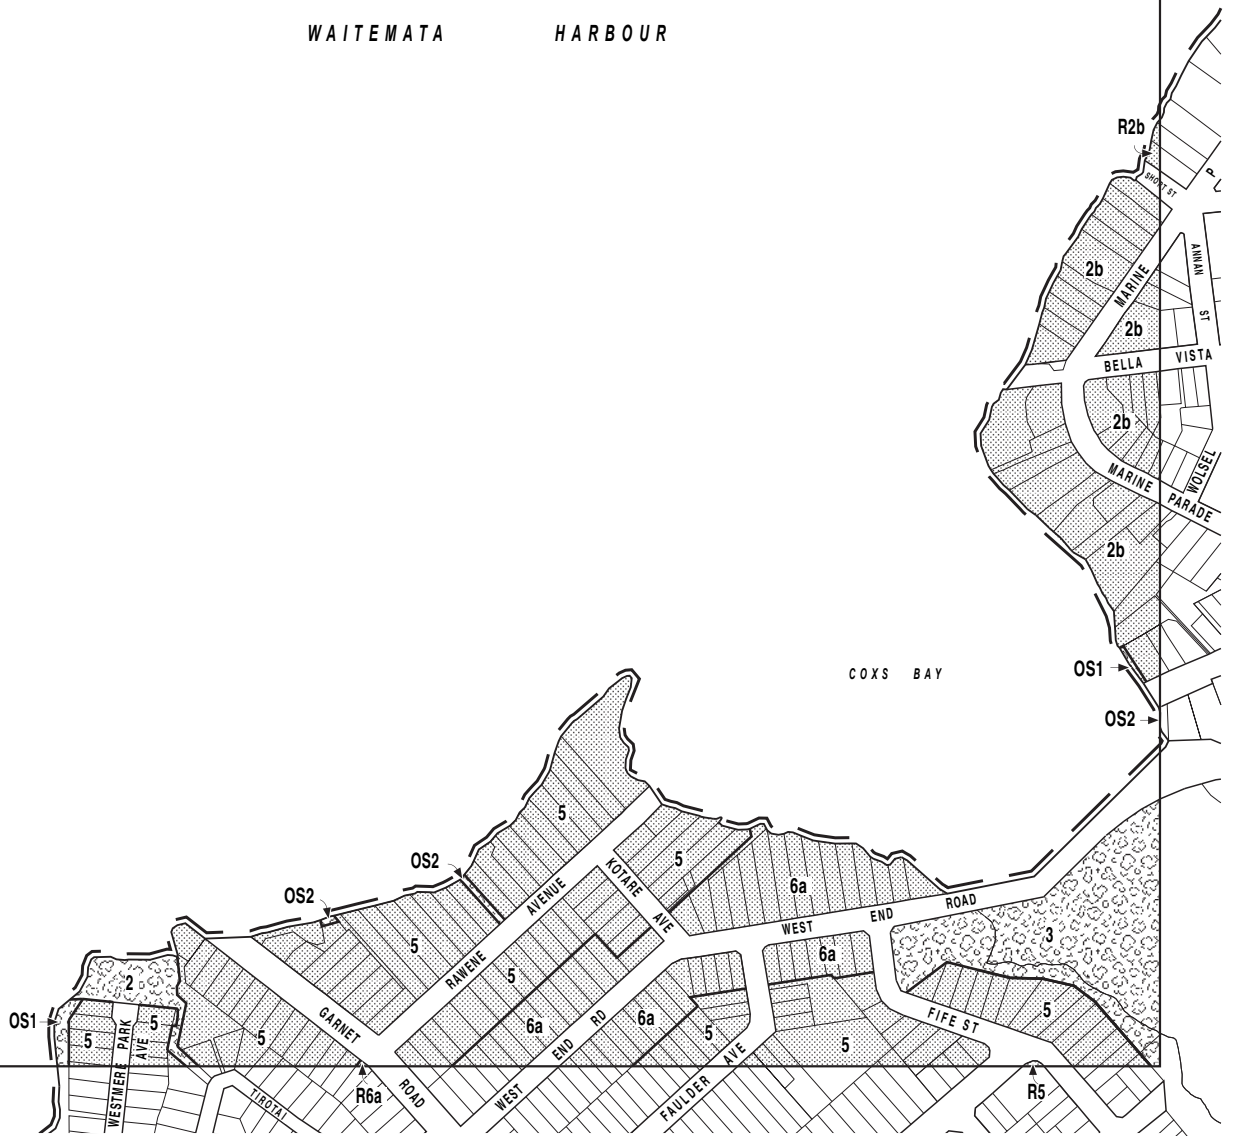 WAITEMATA HARBOUR
R2b
SHORT ST
P
ANNAN ST
2b
MARINE
2b
BELLA VISTA
2b
WOLSEL
MARINE PARADE
2b
COXS BAY
OS1
OS2
5
OS2
5
KOTARE AVE
OS2
6a
RAWENE AVENUE
WEST END ROAD
5
5
3
6a
2
OS1
5
5
5
GARNET ROAD
6a
6a
WEST END RD
5
5
FIFE ST
5
WESTMERE PARK AVE
TIROTAI
R6a
FAULDER AVE
R5